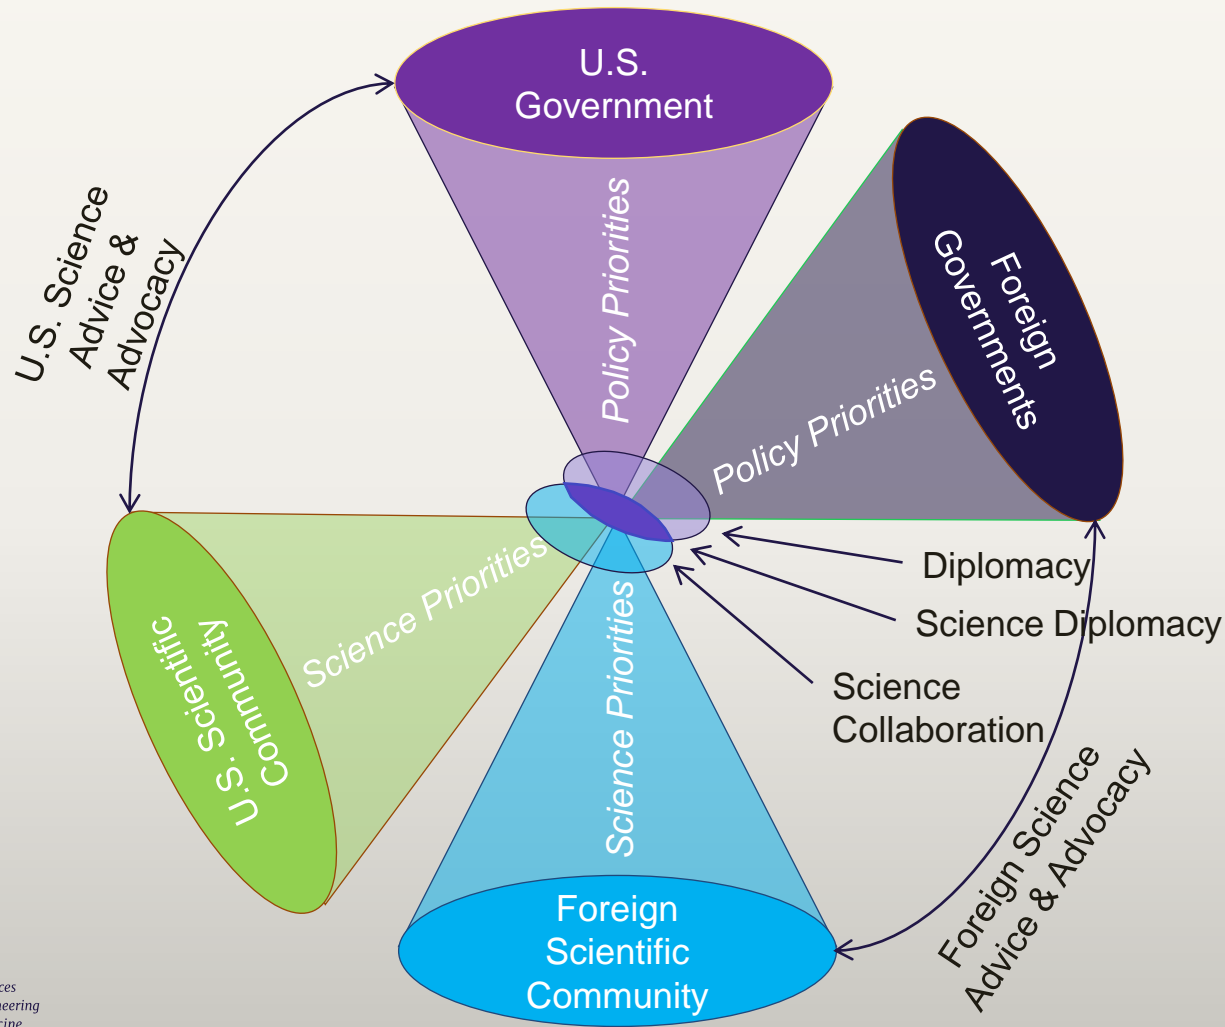 U.S.
Government
Policy Priorities
U.S. Science
Advice &
Advocacy
Foreign
Governments
Policy Priorities
Diplomacy
Science Diplomacy
Science
Collaboration
Science Priorities
U.S. Scientific
Community
Science Priorities
Foreign Science
Advice & Advocacy
Foreign
Scientific
Community